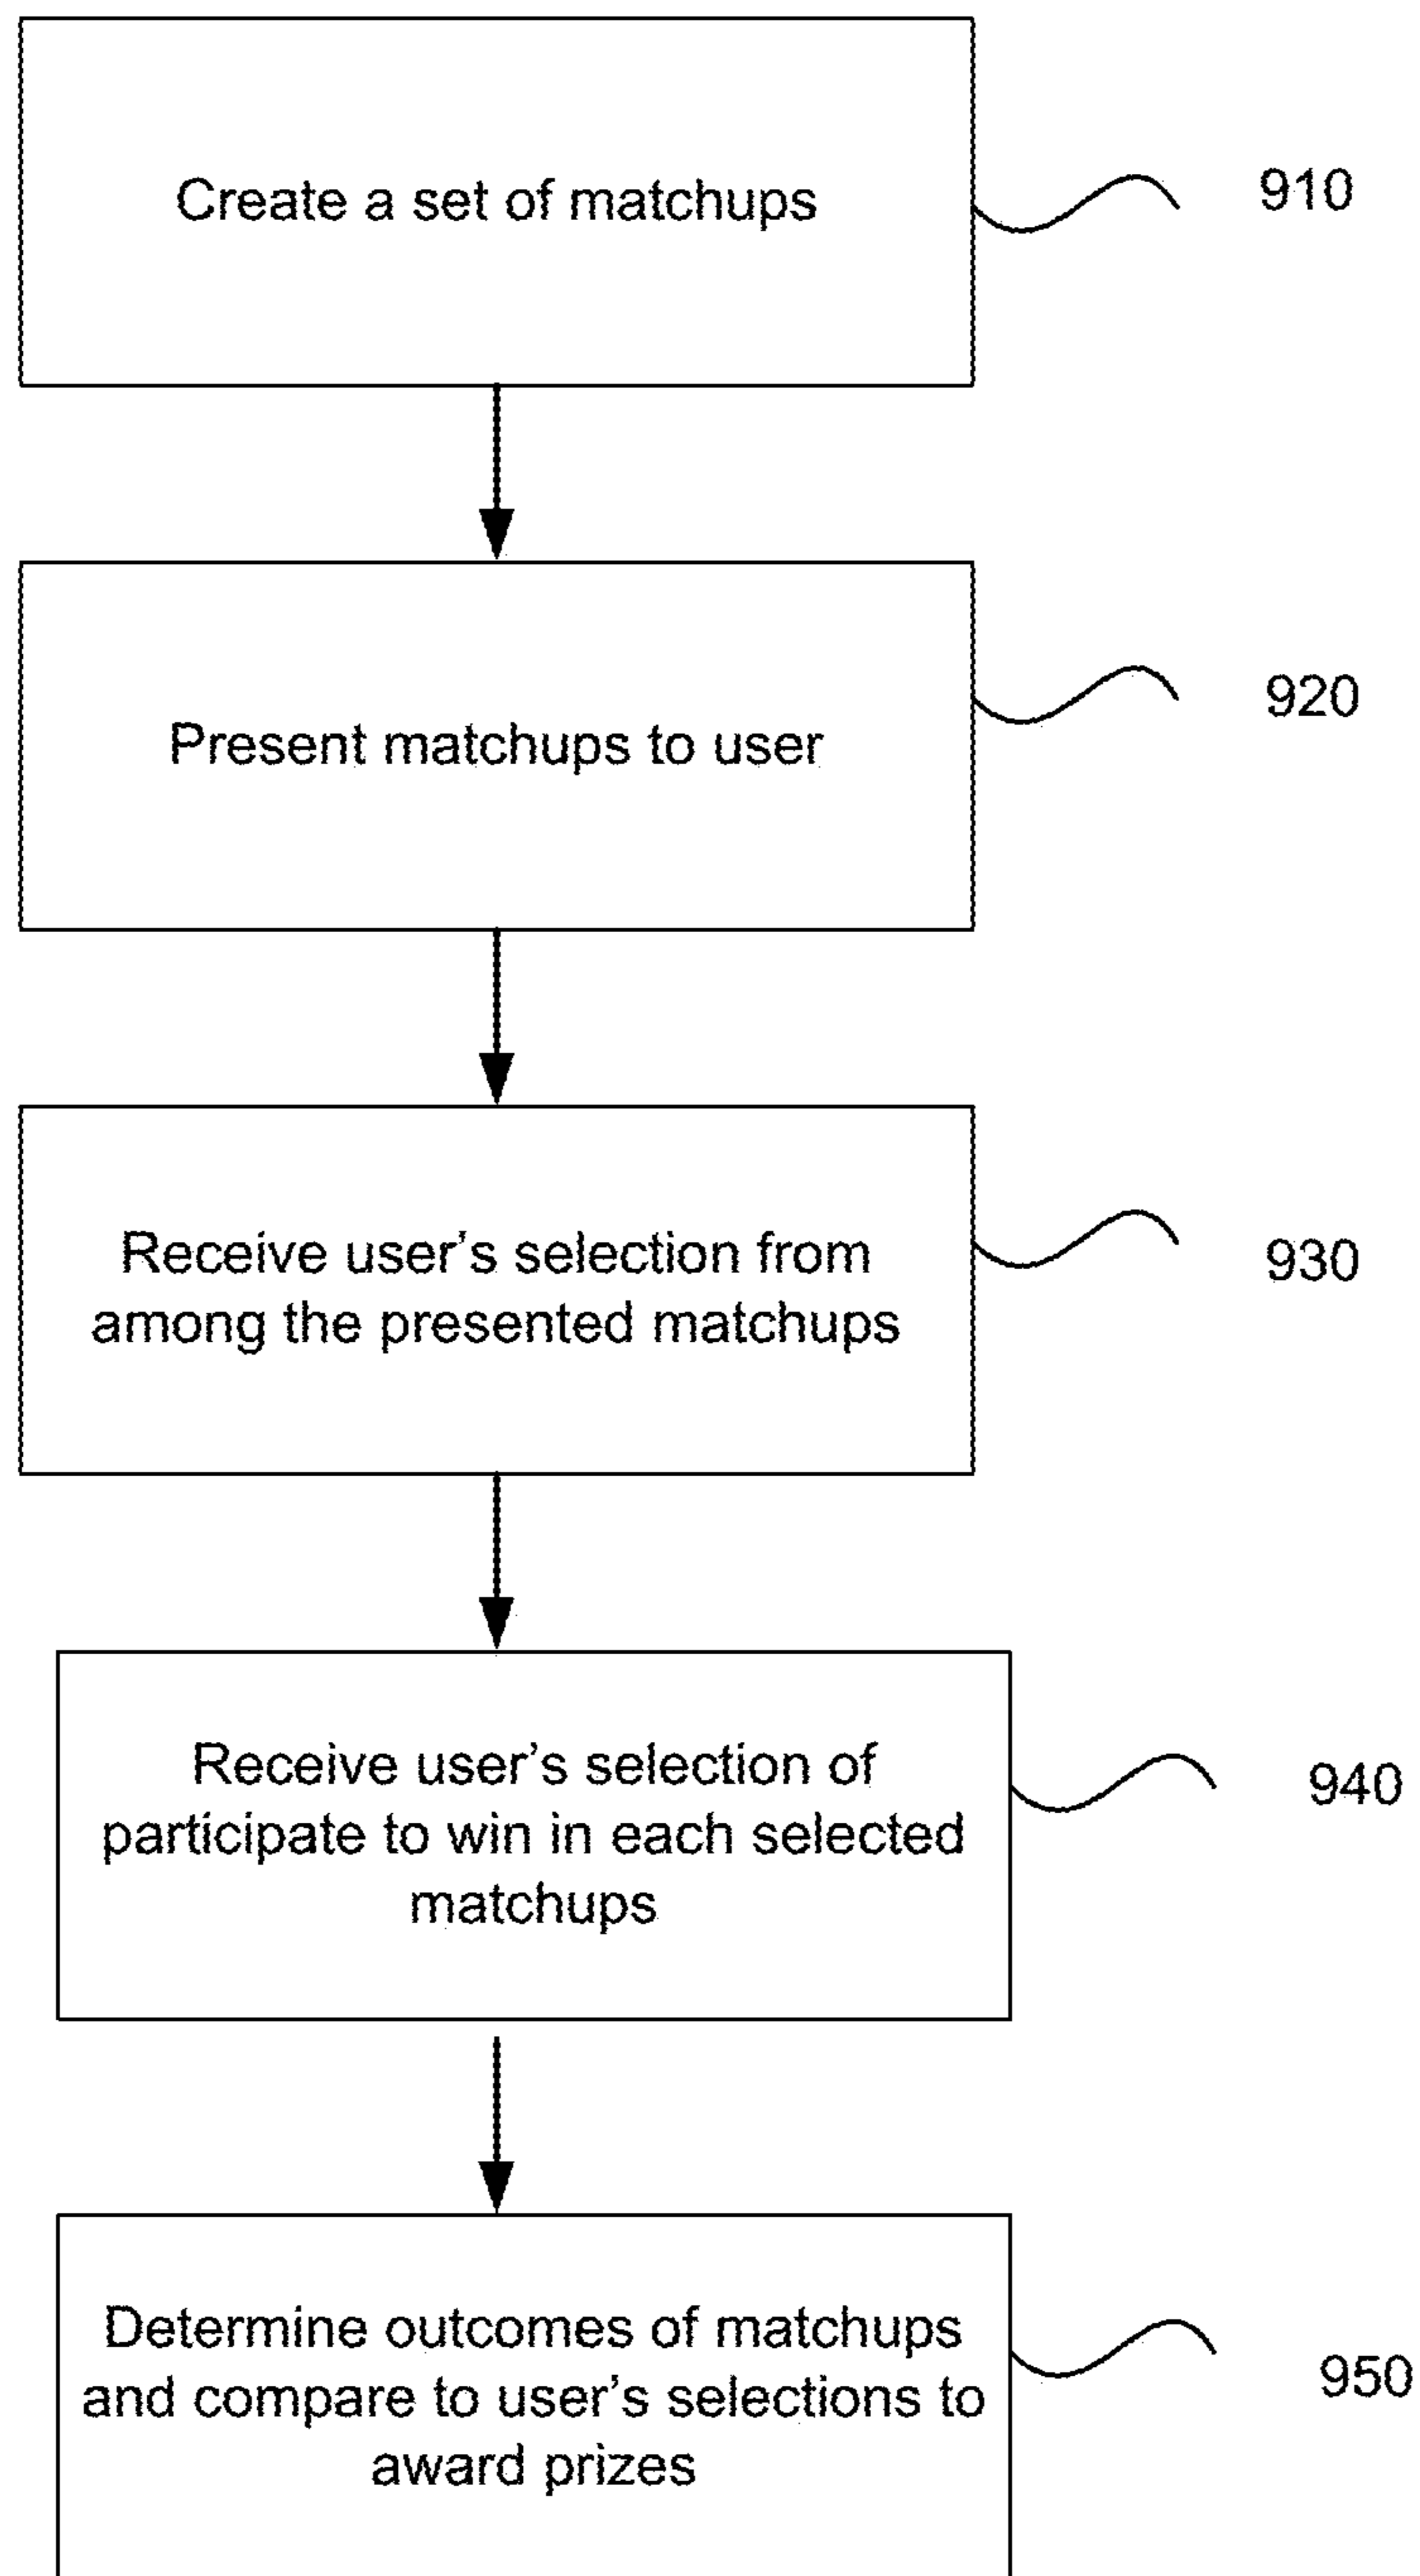 Create a set of matchups
910
Present matchups to user
920
Receive user's selection from
among the presented matchups
930
Receive user's selection of
participate to win in each selected
matchups
940
Determine outcomes of matchups
and compare to user's selections to
award prizes
950